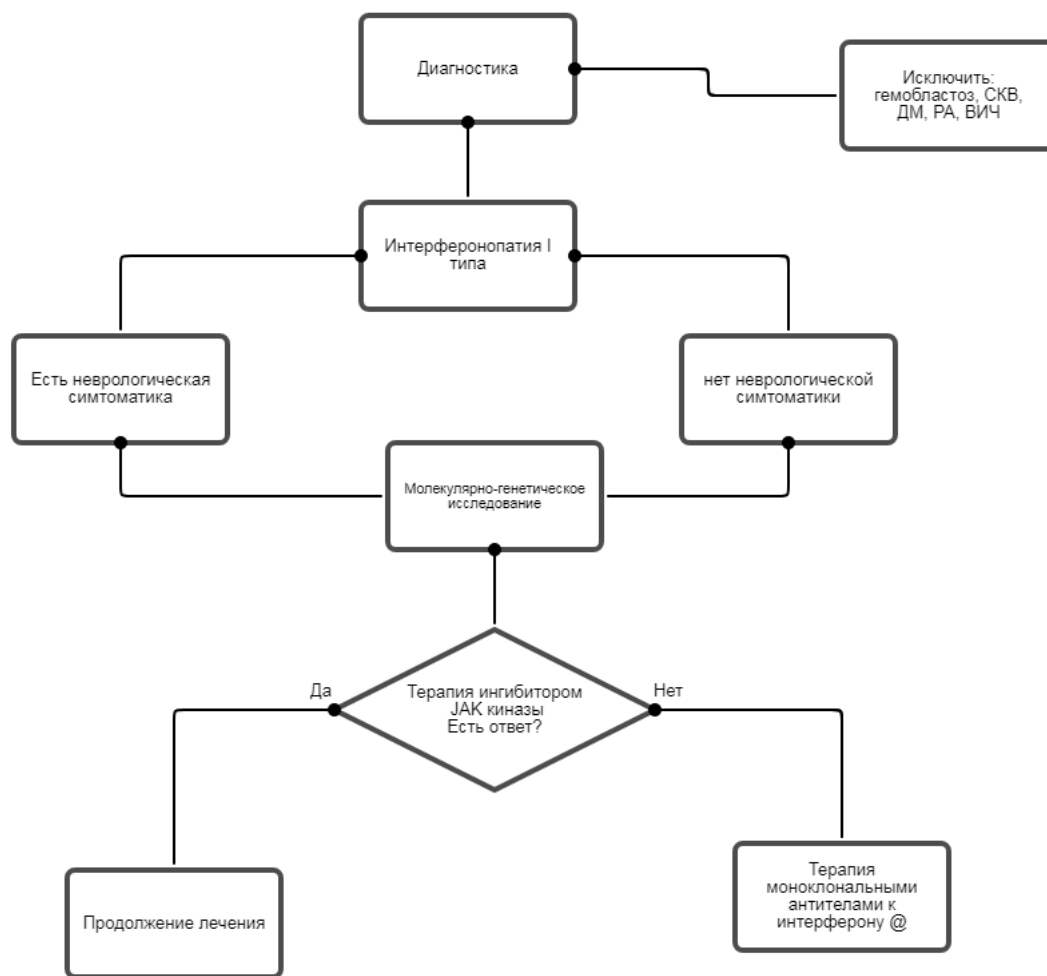 Диагностика
Исключить:
гемобластоз, СКВ,
ДМ, РА, ВИЧ
Интерферонопатия I
типа
Есть неврологическая
симтоматика
нет неврологической
симтоматики
Молекулярно-генетическое
исследование
Да
Терапия ингибитором
JAK киназы
Есть ответ?
Нет
Продолжение лечения
Терапия
моноклональными
антителами к
интерферону @